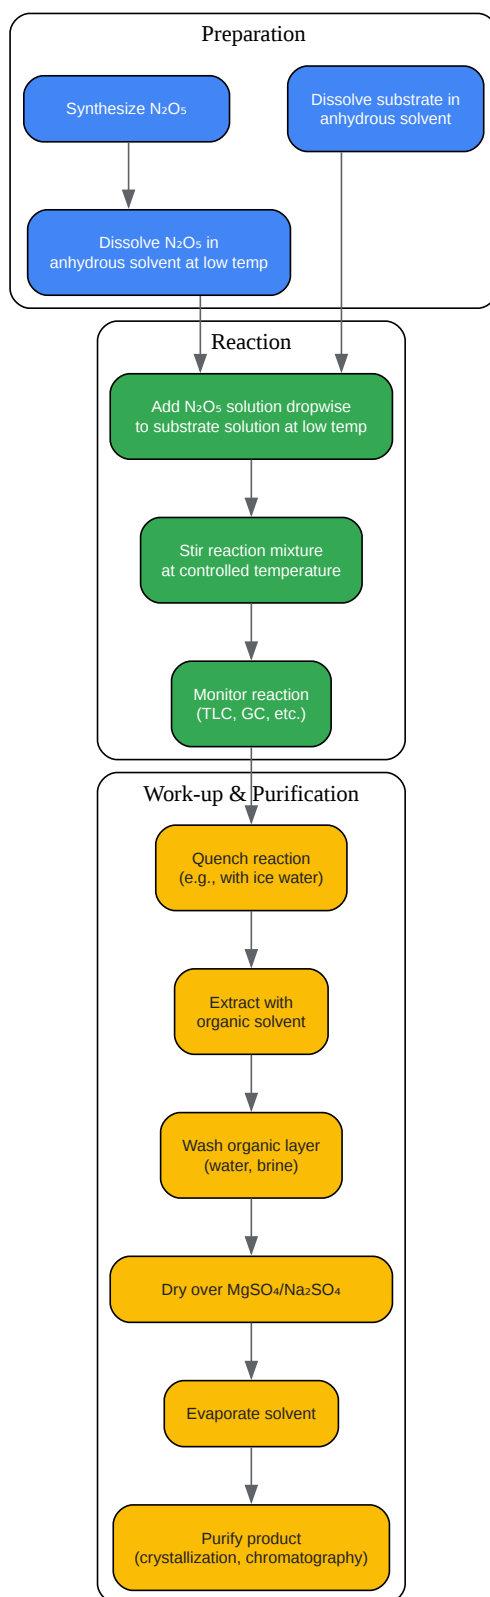 Preparation
Synthesize N₂O₅
Dissolve substrate in
anhydrous solvent
Dissolve N₂O₅ in
anhydrous solvent at low temp
Reaction
Add N₂O₅ solution dropwise
to substrate solution at low temp
Stir reaction mixture
at controlled temperature
Monitor reaction
(TLC, GC, etc.)
Work-up & Purification
Quench reaction
(e.g., with ice water)
Extract with
organic solvent
Wash organic layer
(water, brine)
Dry over MgSO₄/Na₂SO₄
Evaporate solvent
Purify product
(crystallization, chromatography)